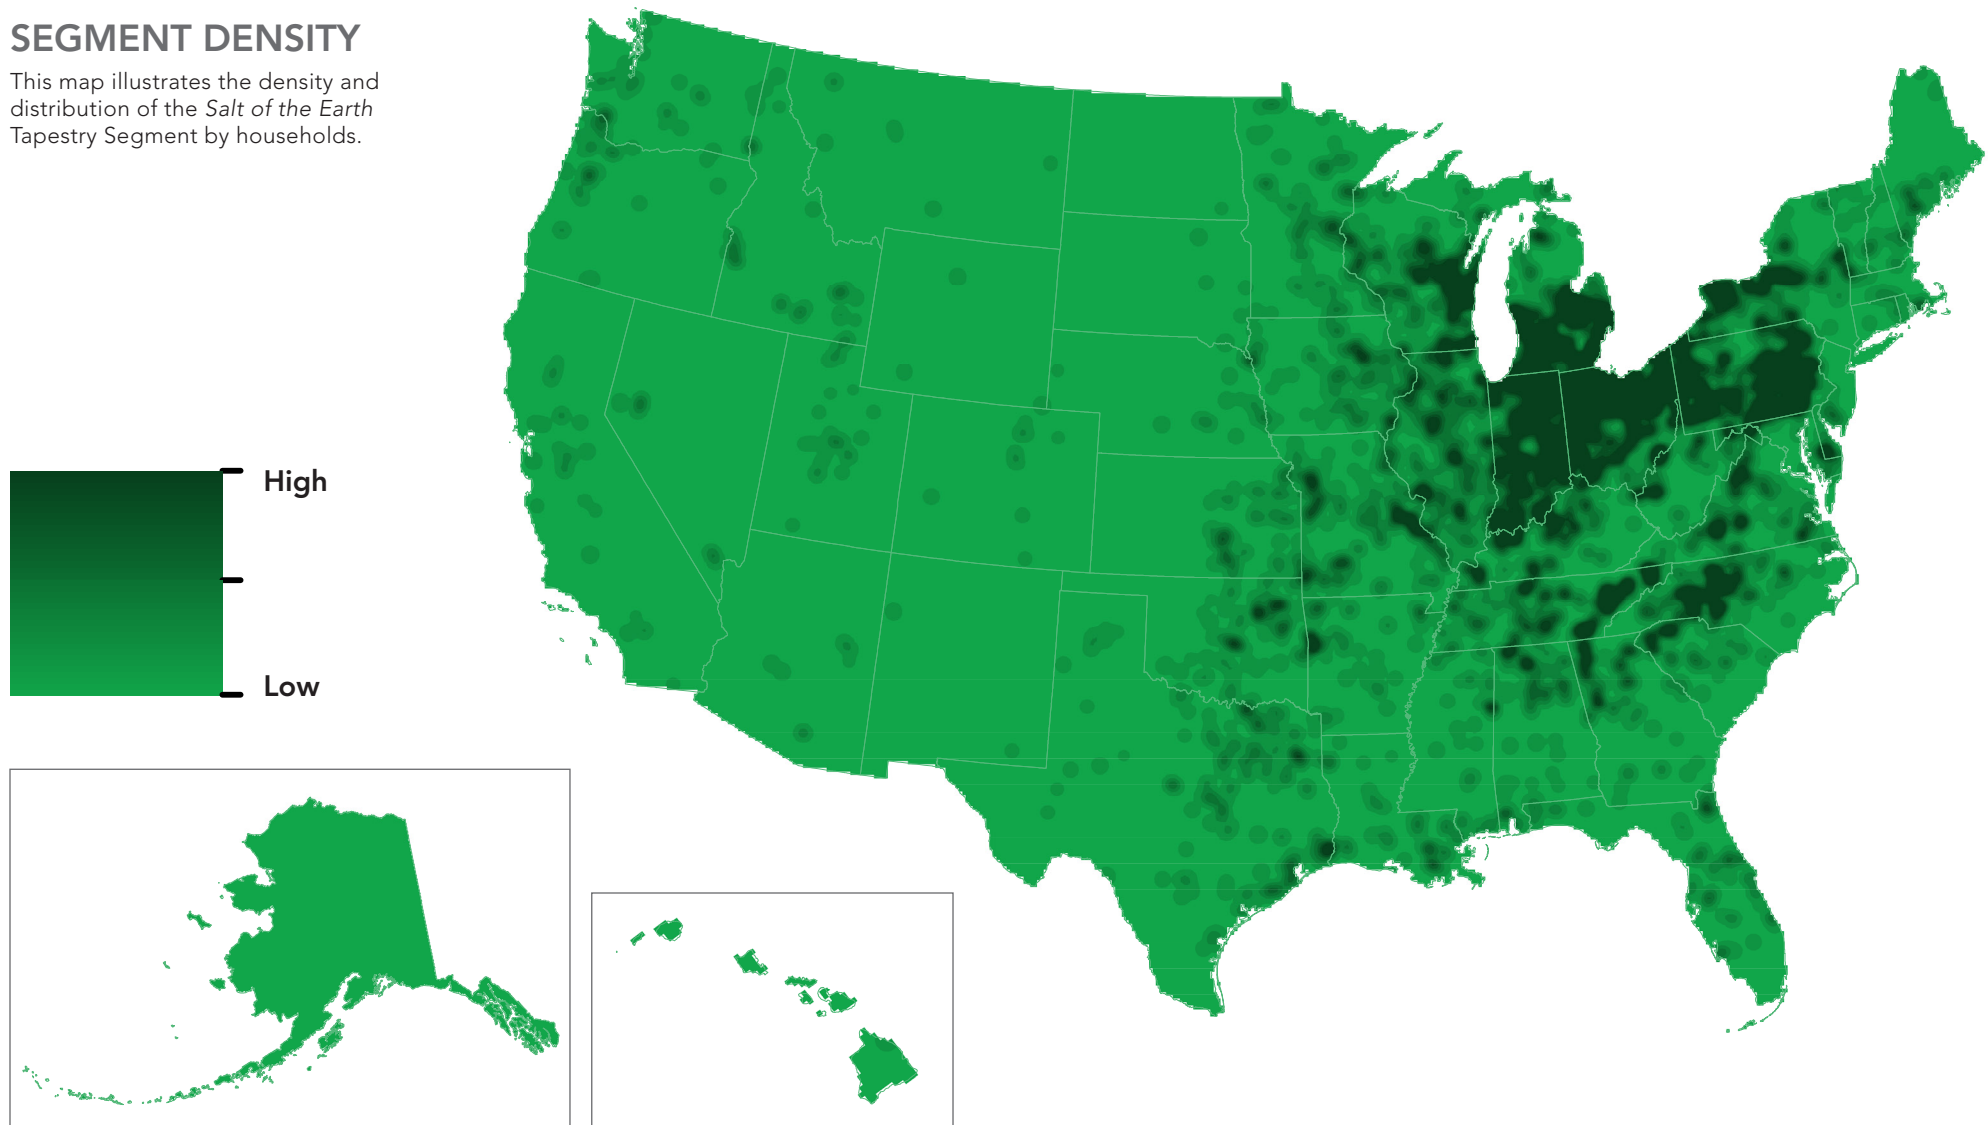 SEGMENT DENSITY
This map illustrates the density and
distribution of the Salt of the Earth
Tapestry Segment by households.
High
Low